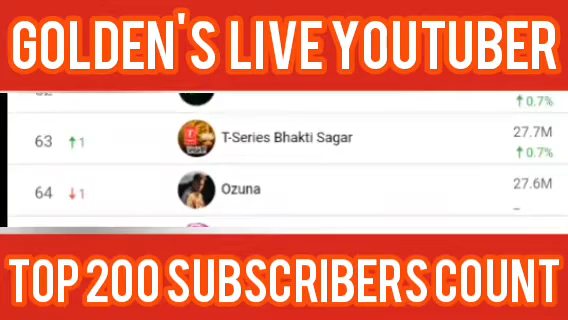 GOLDEN'S LIVE YOUTUBER
↑0.7%
63 ↑1 T-Series Bhakti Sagar 27.7M
↑0.7%
64 ↓1 Ozuna 27.6M
–
TOP 200 SUBSCRIBERS COUNT